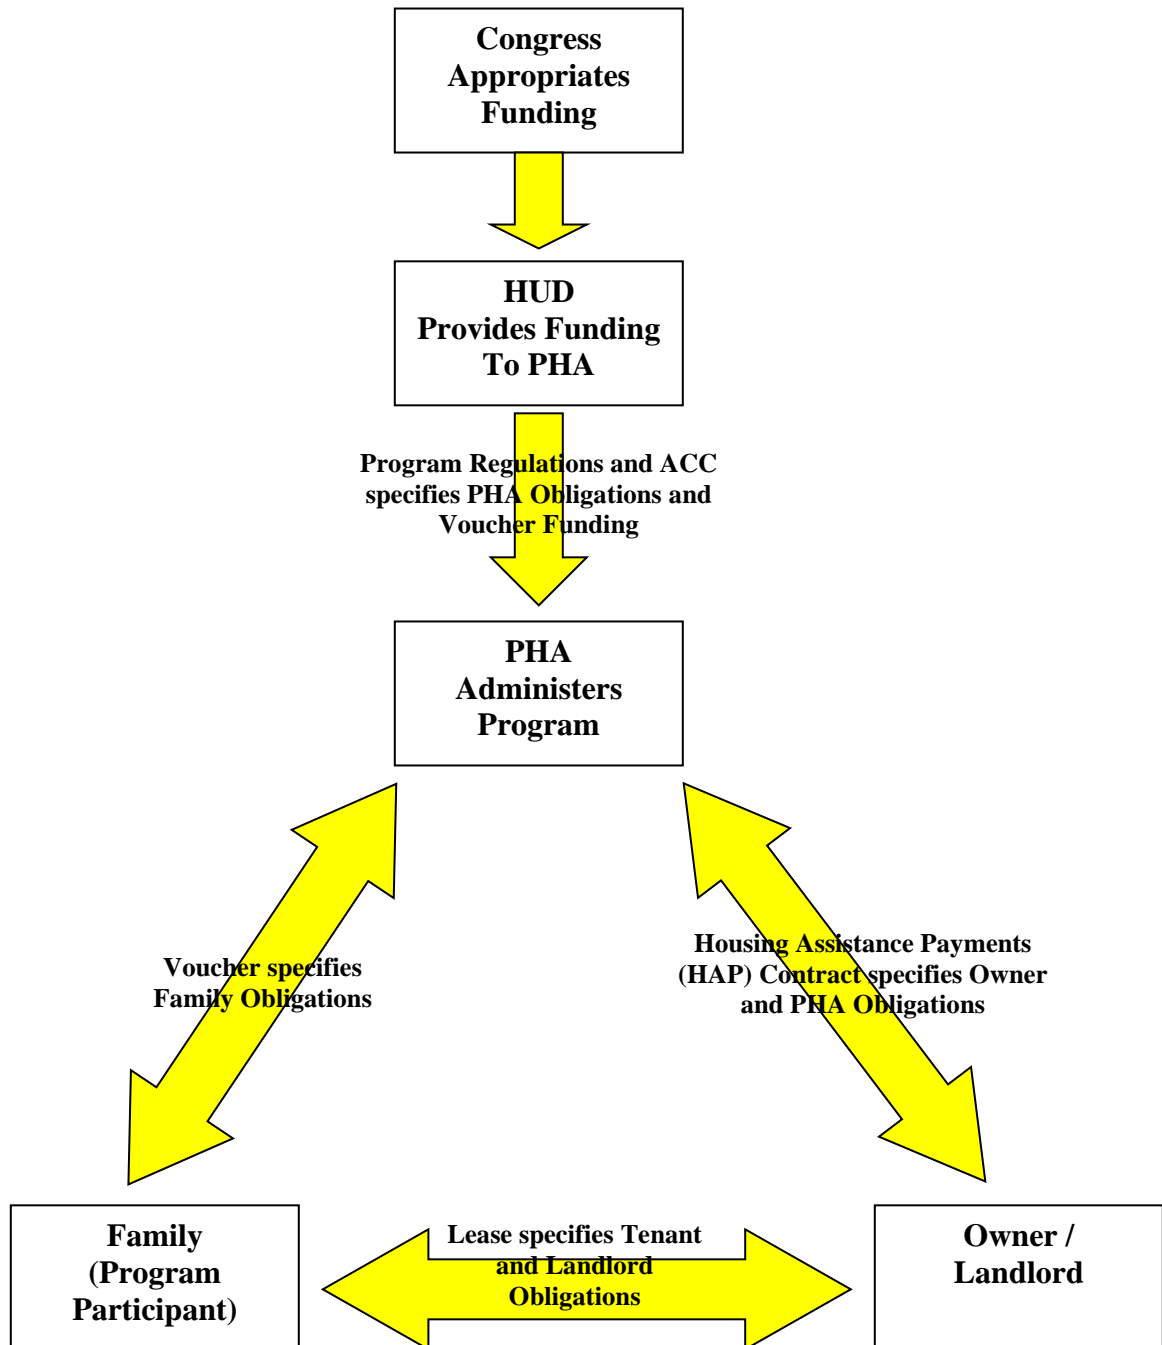 Congress
Appropriates
Funding
HUD
Provides Funding
To PHA
Program Regulations and ACC
specifies PHA Obligations and
Voucher Funding
PHA
Administers
Program
Voucher specifies
Family Obligations
Housing Assistance Payments
(HAP) Contract specifies Owner
and PHA Obligations
Family
(Program
Participant)
Lease specifies Tenant
and Landlord
Obligations
Owner /
Landlord